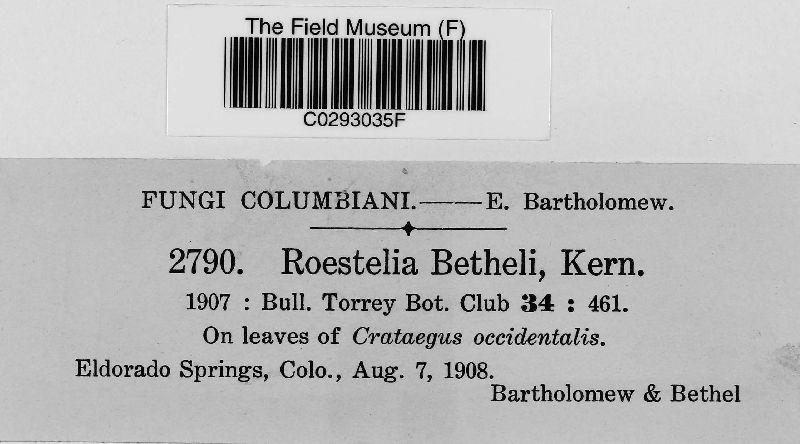 The Field Museum (F)
C0293035F
FUNGI COLUMBIANI.——E. Bartholomew.
2790. Roestelia Betheli, Kern.
1907 : Bull. Torrey Bot. Club 34 : 461.
On leaves of Crataegus occidentalis.
Eldorado Springs, Colo., Aug. 7, 1908.
Bartholomew & Bethel